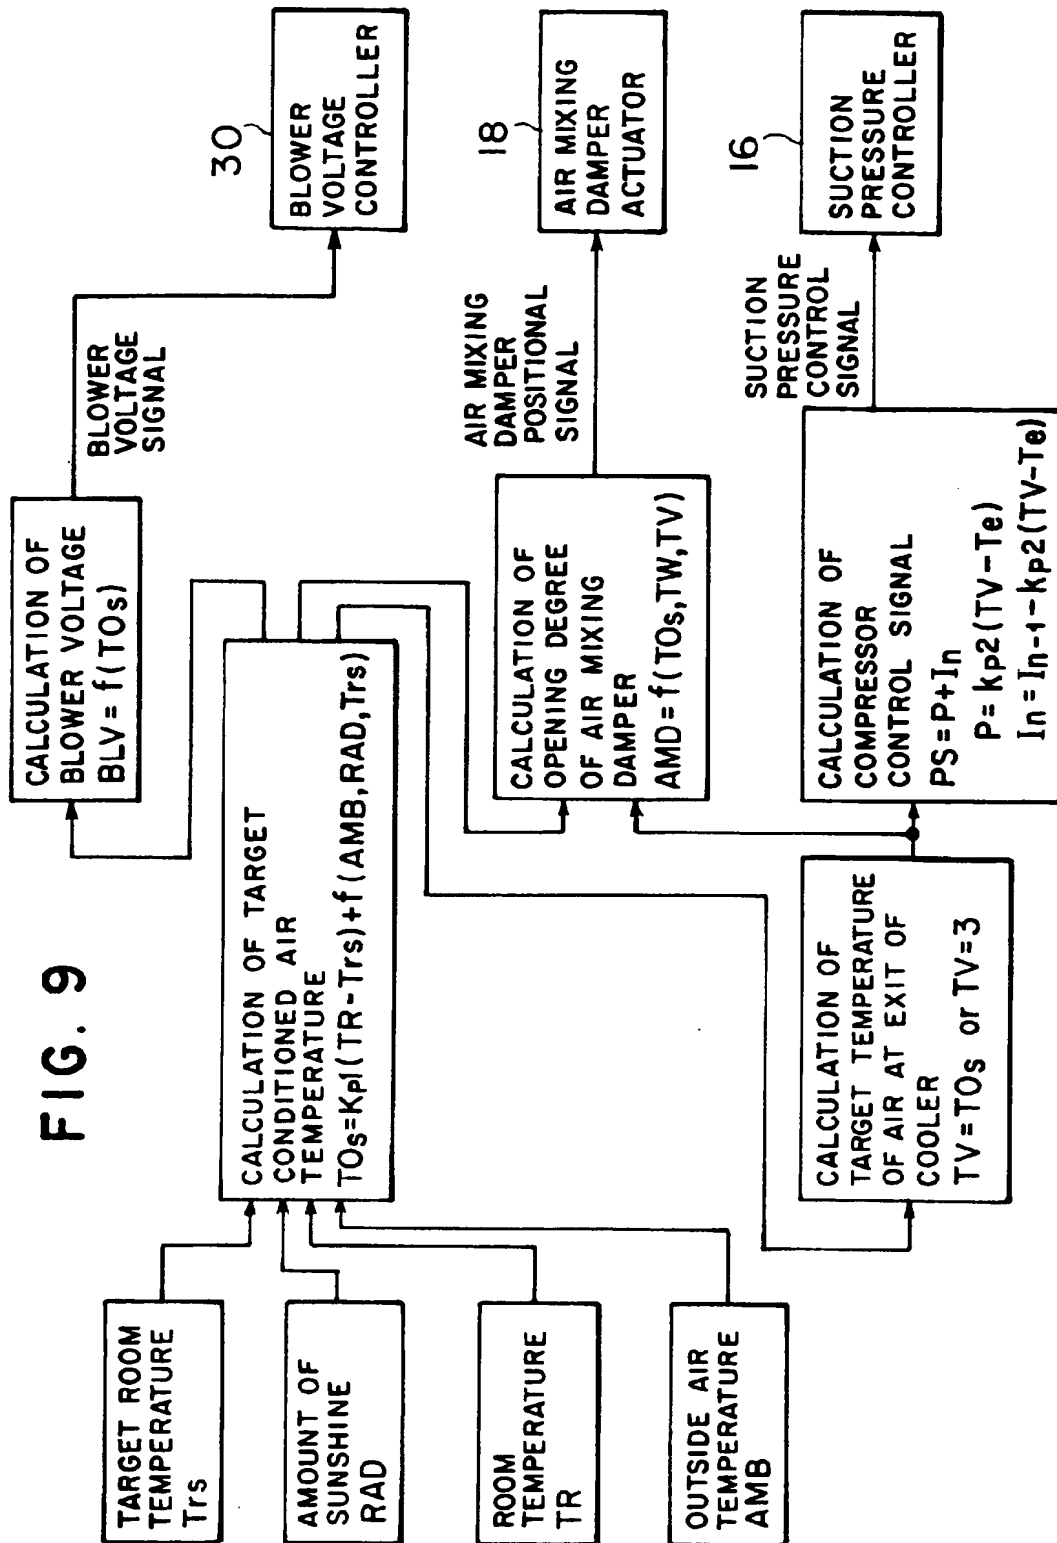 FIG. 9
TARGET ROOM
TEMPERATURE
Trs
AMOUNT OF
SUNSHINE
RAD
ROOM
TEMPERATURE
TR
OUTSIDE AIR
TEMPERATURE
AMB
CALCULATION OF TARGET
CONDITIONED AIR
TEMPERATURE
TOs=Kp1(TR-Trs)+f(AMB,RAD,Trs)
CALCULATION OF
BLOWER VOLTAGE
BLV=f(TOs)
BLOWER
VOLTAGE
SIGNAL
30
BLOWER
VOLTAGE
CONTROLLER
CALCULATION OF
OPENING DEGREE
OF AIR MIXING
DAMPER
AMD=f(TOs,TW,TV)
AIR MIXING
DAMPER
POSITIONAL
SIGNAL
18
AIR MIXING
DAMPER
ACTUATOR
CALCULATION OF
TARGET TEMPERATURE
OF AIR AT EXIT OF
COOLER
TV=TOs or TV=3
CALCULATION OF
COMPRESSOR
CONTROL SIGNAL
PS=P+In
P=kp2(TV-Te)
In=In-1-Kp2(TV-Te)
SUCTION
PRESSURE
CONTROL
SIGNAL
16
SUCTION
PRESSURE
CONTROLLER